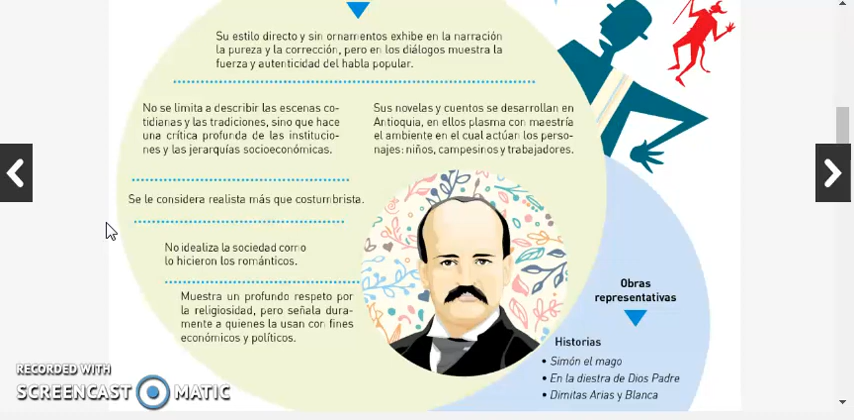 Su estilo directo y sin ornamentos exhibe en la narración
la pureza y la corrección, pero en los diálogos muestra la
fuerza y autenticidad del habla popular.
No se limita a describir las escenas co-
tidianas y las tradiciones, sino que hace
una crítica profunda de las institucio-
nes y las jerarquías socioeconómicas.
Sus novelas y cuentos se desarrollan en
Antioquia, en ellos plasma con maestría
el ambiente en el cual actúan los perso-
najes: niños, campesinos y trabajadores.
Se le considera realista más que costumbrista.
No idealiza la sociedad como
lo hicieron los románticos.
Muestra un profundo respeto por
la religiosidad, pero señala dura-
mente a quienes la usan con fines
económicos y políticos.
Obras
representativas
Historias
• Simón el mago
• En la diestra de Dios Padre
• Dimitas Arias y Blanca
RECORDED WITH
SCREENCAST MATIC